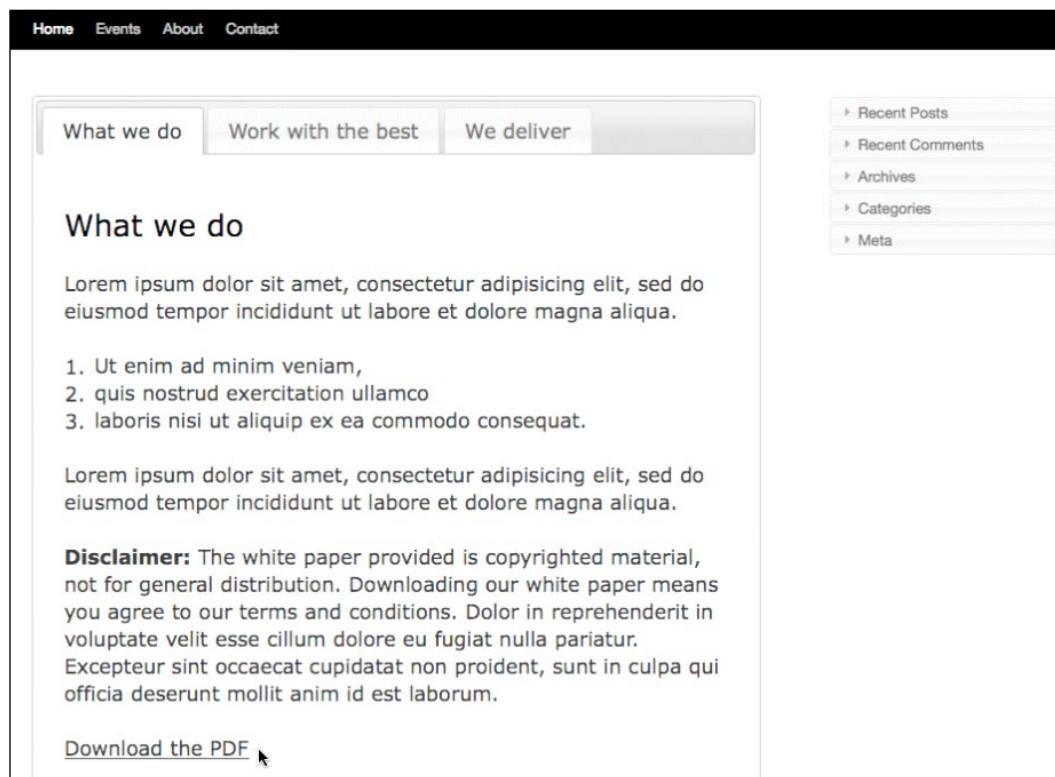 Home Events About Contact
What we do Work with the best We deliver
What we do
Lorem ipsum dolor sit amet, consectetur adipisicing elit, sed do
eiusmod tempor incididunt ut labore et dolore magna aliqua.
1. Ut enim ad minim veniam,
2. quis nostrud exercitation ullamco
3. laboris nisi ut aliquip ex ea commodo consequat.
Lorem ipsum dolor sit amet, consectetur adipisicing elit, sed do
eiusmod tempor incididunt ut labore et dolore magna aliqua.
Disclaimer: The white paper provided is copyrighted material,
not for general distribution. Downloading our white paper means
you agree to our terms and conditions. Dolor in reprehenderit in
voluptate velit esse cillum dolore eu fugiat nulla pariatur.
Excepteur sint occaecat cupidatat non proident, sunt in culpa qui
officia deserunt mollit anim id est laborum.
Download the PDF
Recent Posts
Recent Comments
Archives
Categories
Meta